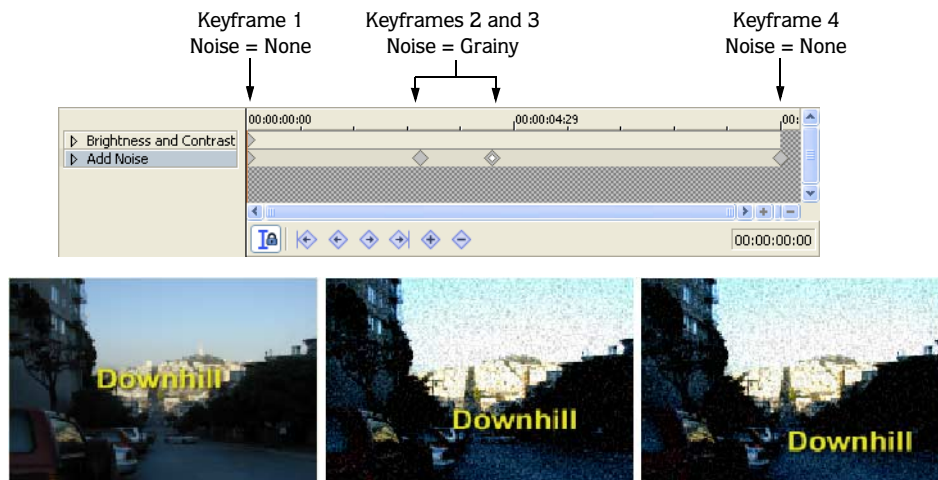 Keyframe 1
Noise = None
Keyframes 2 and 3
Noise = Grainy
Keyframe 4
Noise = None
00:00:00:00
00:00:04:29
00:
Brightness and Contrast
Add Noise
00:00:00:00
Downhill
Downhill
Downhill